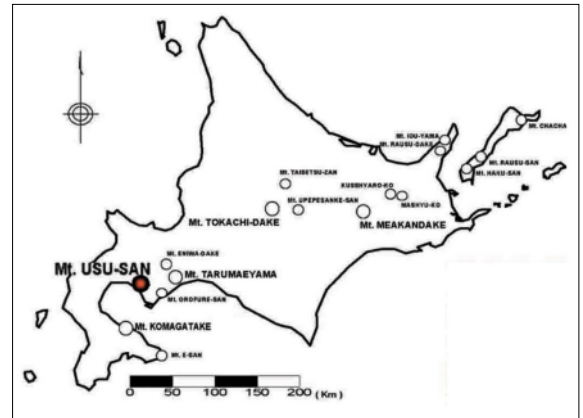 Mt. CHACHA
Mt. IOU-YAMA
Mt. RAUSU-DAKE
Mt. RAUSU-SAN
Mt. HAKU-SAN
Mt. TAISETSU-ZAN
KUSSHYARO-KO
MASHYU-KO
Mt. UPEPESANKE-SAN
Mt. TOKACHI-DAKE
Mt. MEAKANDAKE
Mt. ENIWA-DAKE
Mt. USU-SAN
Mt. TARUMAEYAMA
Mt. OROFURE-SAN
Mt. KOMAGATAKE
Mt. E-SAN
0 50 100 150 200 (Km)